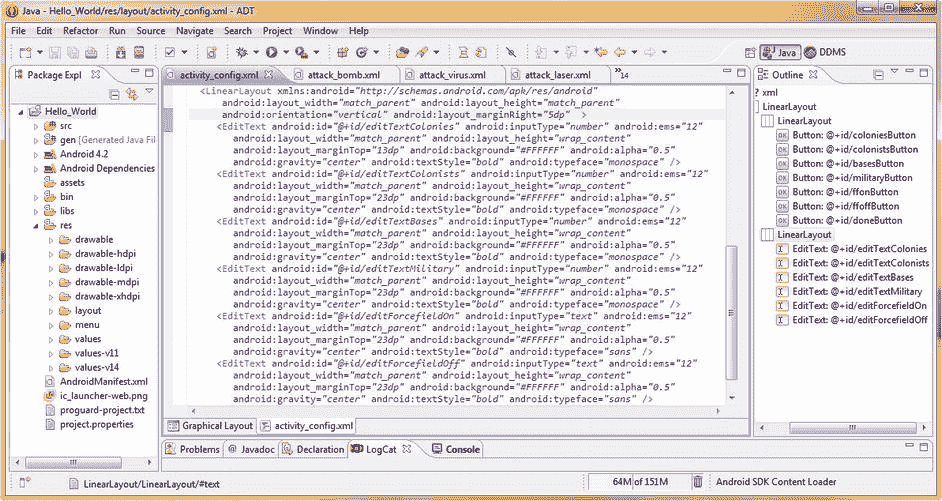 Java - Hello_World/res/layout/activity_config.xml - ADT
File Edit Refactor Run Source Navigate Search Project Window Help
Java DDMS
Package Expl
Hello_World
src
gen [Generated Java File
Android 4.2
Android Dependencies
assets
bin
libs
res
drawable
drawable-hdpi
drawable-ldpi
drawable-mdpi
drawable-xhdpi
layout
menu
values
values-v11
values-v14
AndroidManifest.xml
ic_launcher-web.png
proguard-project.txt
project.properties
activity_config.xml attack_bomb.xml attack_virus.xml attack_laser.xml »14
<LinearLayout xmlns:android="http://schemas.android.com/apk/res/android"
android:layout_width="match_parent" android:layout_height="match_parent"
android:orientation="vertical" android:layout_marginRight="5dp" >
<EditText android:id="@+id/editTextColonies" android:inputType="number" android:ems="12"
android:layout_width="match_parent" android:layout_height="wrap_content"
android:layout_marginTop="13dp" android:background="#FFFFFF" android:alpha="0.5"
android:gravity="center" android:textStyle="bold" android:typeface="monospace" />
<EditText android:id="@+id/editTextColonists" android:inputType="number" android:ems="12"
android:layout_width="match_parent" android:layout_height="wrap_content"
android:layout_marginTop="23dp" android:background="#FFFFFF" android:alpha="0.5"
android:gravity="center" android:textStyle="bold" android:typeface="monospace" />
<EditText android:id="@+id/editTextBases" android:inputType="number" android:ems="12"
android:layout_width="match_parent" android:layout_height="wrap_content"
android:layout_marginTop="23dp" android:background="#FFFFFF" android:alpha="0.5"
android:gravity="center" android:textStyle="bold" android:typeface="monospace" />
<EditText android:id="@+id/editTextMilitary" android:inputType="number" android:ems="12"
android:layout_width="match_parent" android:layout_height="wrap_content"
android:layout_marginTop="23dp" android:background="#FFFFFF" android:alpha="0.5"
android:gravity="center" android:textStyle="bold" android:typeface="monospace" />
<EditText android:id="@+id/editForcefieldOn" android:inputType="text" android:ems="12"
android:layout_width="match_parent" android:layout_height="wrap_content"
android:layout_marginTop="23dp" android:background="#FFFFFF" android:alpha="0.5"
android:gravity="center" android:textStyle="bold" android:typeface="sans" />
<EditText android:id="@+id/editForcefieldOff" android:inputType="text" android:ems="12"
android:layout_width="match_parent" android:layout_height="wrap_content"
android:layout_marginTop="23dp" android:background="#FFFFFF" android:alpha="0.5"
android:gravity="center" android:textStyle="bold" android:typeface="sans" />
Graphical Layout activity_config.xml
Outline
? xml
LinearLayout
LinearLayout
Button: @+id/coloniesButton
Button: @+id/colonistsButton
Button: @+id/basesButton
Button: @+id/militaryButton
Button: @+id/ffonButton
Button: @+id/ffoffButton
Button: @+id/doneButton
LinearLayout
EditText: @+id/editTextColonies
EditText: @+id/editTextColonists
EditText: @+id/editTextBases
EditText: @+id/editTextMilitary
EditText: @+id/editForcefieldOn
EditText: @+id/editForcefieldOff
Problems @ Javadoc Declaration LogCat Console
LinearLayout/LinearLayout/#text
64M of 151M
Android SDK Content Loader